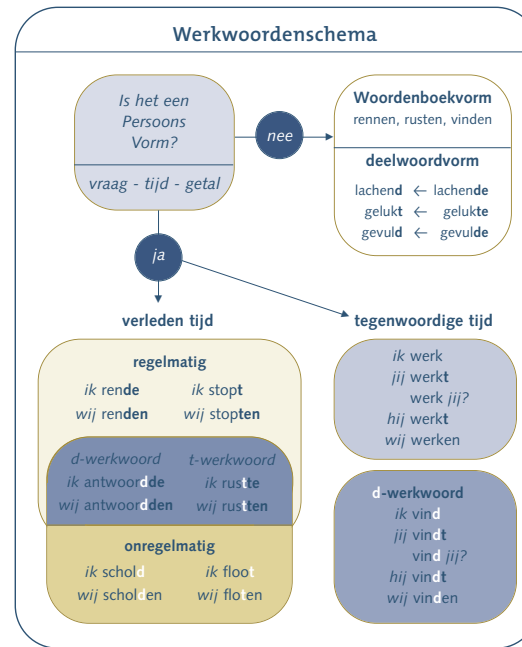 Werkwoordenschema
Is het een
Persoons
Vorm?
vraag - tijd - getal
nee
Woordenboekvorm
rennen, rusten, vinden
deelwoordvorm
lachend ← lachende
gelukt ← gelukte
gevuld ← gevulde
ja
verleden tijd
regelmatig
ik rende ik stopt
wij renden wij stopten
d-werkwoord t-werkwoord
ik antwoordde ik rustte
wij antwoordden wij rustten
onregelmatig
ik schold ik floot
wij scholden wij floten
tegenwoordige tijd
ik werk
jij werkt
werk jij?
hij werkt
wij werken
d-werkwoord
ik vind
jij vindt
vind jij?
hij vindt
wij vinden